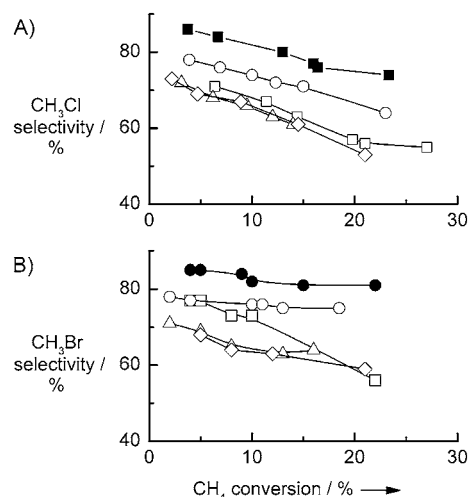 A)
80
CH₃Cl
selectivity /
%
60
40
0 10 20 30
B)
80
CH₃Br
selectivity /
%
60
40
0 10 20 30
CH₄ conversion / %